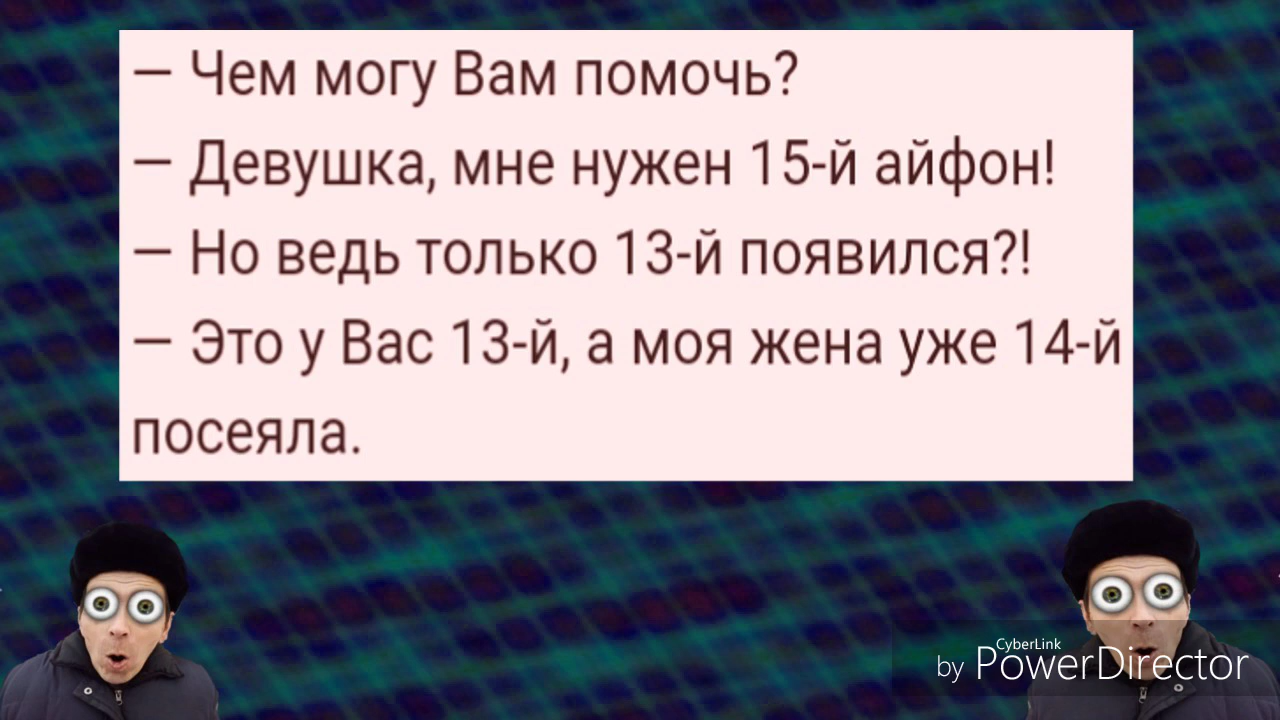 — Чем могу Вам помочь?
— Девушка, мне нужен 15-й айфон!
— Но ведь только 13-й появился?!
— Это у Вас 13-й, а моя жена уже 14-й
посеяла.
CyberLink
by PowerDirector